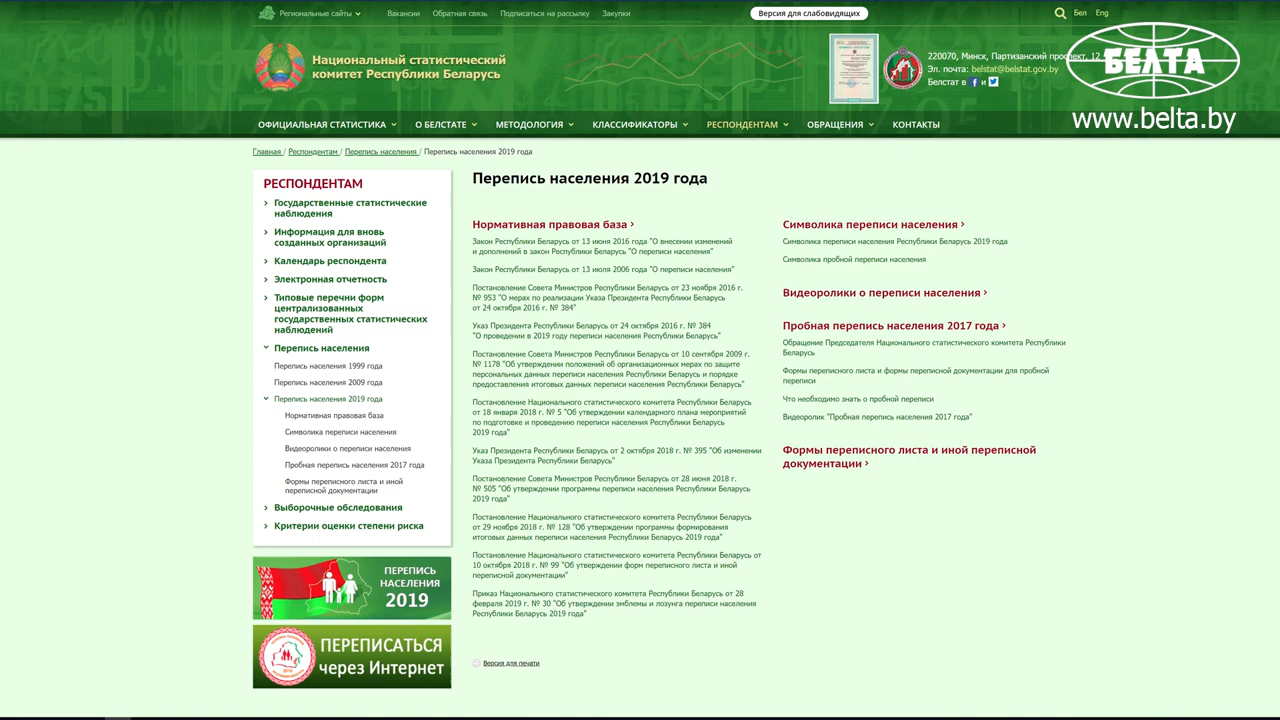 Региональные сайты
Вакансии
Обратная связь
Подписаться на рассылку
Закупки
Версия для слабовидящих
Бел
Eng
Национальный статистический
комитет Республики Беларусь
220070, Минск, Партизанский проспект, 12
Эл. почта: belstat@belstat.gov.by
Белстат в f и
БЕЛТА
www.belta.by
ОФИЦИАЛЬНАЯ СТАТИСТИКА
О БЕЛСТАТЕ
МЕТОДОЛОГИЯ
КЛАССИФИКАТОРЫ
РЕСПОНДЕНТАМ
ОБРАЩЕНИЯ
КОНТАКТЫ
Главная / Респондентам / Перепись населения / Перепись населения 2019 года
РЕСПОНДЕНТАМ
Государственные статистические
наблюдения
Информация для вновь
созданных организаций
Календарь респондента
Электронная отчетность
Типовые перечни форм
централизованных
государственных статистических
наблюдений
Перепись населения
Перепись населения 1999 года
Перепись населения 2009 года
Перепись населения 2019 года
Нормативная правовая база
Символика переписи населения
Видеоролики о переписи населения
Пробная перепись населения 2017 года
Формы переписного листа и иной
переписной документации
Выборочные обследования
Критерии оценки степени риска
ПЕРЕПИСЬ
НАСЕЛЕНИЯ
2019
ПЕРЕПИСАТЬСЯ
через Интернет
Перепись населения 2019 года
Нормативная правовая база
Закон Республики Беларусь от 13 июня 2016 года "О внесении изменений
и дополнений в закон Республики Беларусь "О переписи населения"
Закон Республики Беларусь от 13 июля 2006 года "О переписи населения"
Постановление Совета Министров Республики Беларусь от 23 ноября 2016 г.
№ 953 "О мерах по реализации Указа Президента Республики Беларусь
от 24 октября 2016 г. № 384"
Указ Президента Республики Беларусь от 24 октября 2016 г. № 384
"О проведении в 2019 году переписи населения Республики Беларусь"
Постановление Совета Министров Республики Беларусь от 10 сентября 2009 г.
№ 1178 "Об утверждении положений об организационных мерах по защите
персональных данных переписи населения Республики Беларусь и порядке
предоставления итоговых данных переписи населения Республики Беларусь"
Постановление Национального статистического комитета Республики Беларусь
от 18 января 2018 г. № 5 "Об утверждении календарного плана мероприятий
по подготовке и проведению переписи населения Республики Беларусь
2019 года"
Указ Президента Республики Беларусь от 2 октября 2018 г. № 395 "Об изменении
Указа Президента Республики Беларусь"
Постановление Совета Министров Республики Беларусь от 28 июня 2018 г.
№ 505 "Об утверждении программы переписи населения Республики Беларусь
2019 года"
Постановление Национального статистического комитета Республики Беларусь
от 29 ноября 2018 г. № 128 "Об утверждении программы формирования
итоговых данных переписи населения Республики Беларусь 2019 года"
Постановление Национального статистического комитета Республики Беларусь от
10 октября 2018 г. № 99 "Об утверждении форм переписного листа и иной
переписной документации"
Приказ Национального статистического комитета Республики Беларусь от 28
февраля 2019 г. № 30 "Об утверждении эмблемы и лозунга переписи населения
Республики Беларусь 2019 года"
Версия для печати
Символика переписи населения
Символика переписи населения Республики Беларусь 2019 года
Символика пробной переписи населения
Видеоролики о переписи населения
Пробная перепись населения 2017 года
Обращение Председателя Национального статистического комитета Республики
Беларусь
Формы переписного листа и формы переписной документации для пробной
переписи
Что необходимо знать о пробной переписи
Видеоролик "Пробная перепись населения 2017 года"
Формы переписного листа и иной переписной
документации